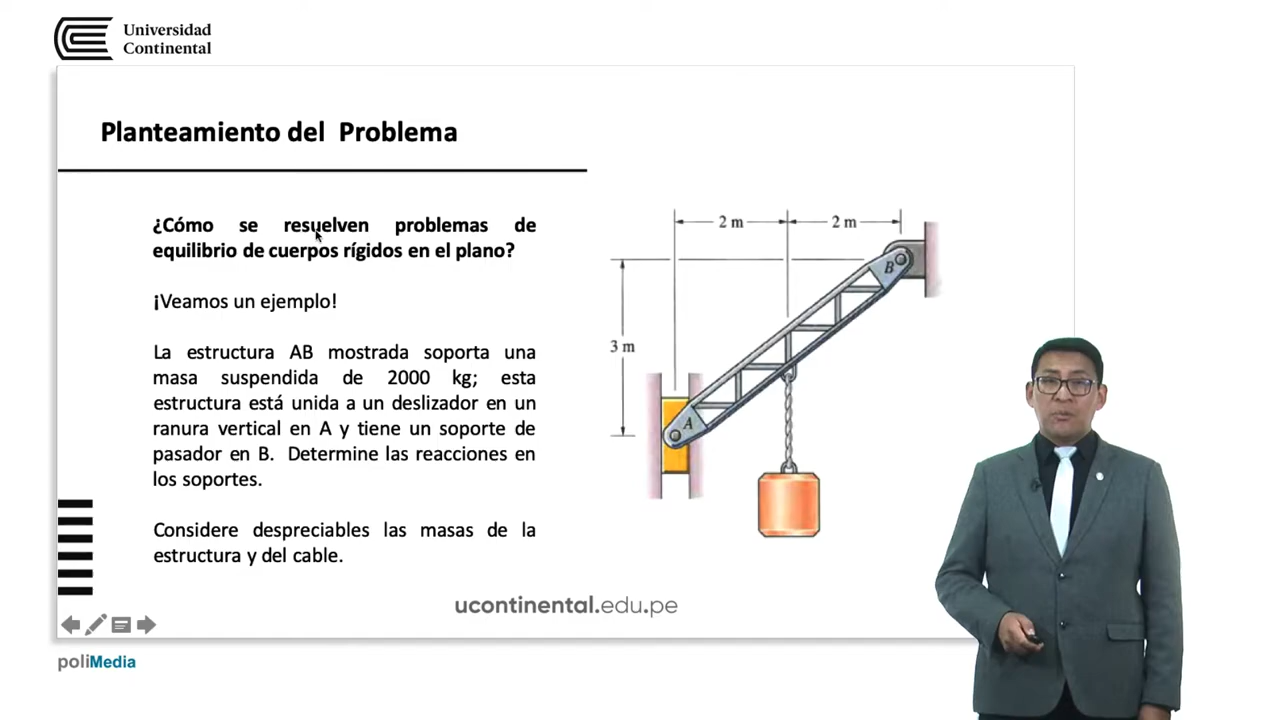 Universidad
Continental
Planteamiento del Problema
¿Cómo se resuelven problemas de
equilibrio de cuerpos rígidos en el plano?
¡Veamos un ejemplo!
La estructura AB mostrada soporta una
masa suspendida de 2000 kg; esta
estructura está unida a un deslizador en un
ranura vertical en A y tiene un soporte de
pasador en B. Determine las reacciones en
los soportes.
Considere despreciables las masas de la
estructura y del cable.
2 m
2 m
B
3 m
A
ucontinental.edu.pe
poliMedia